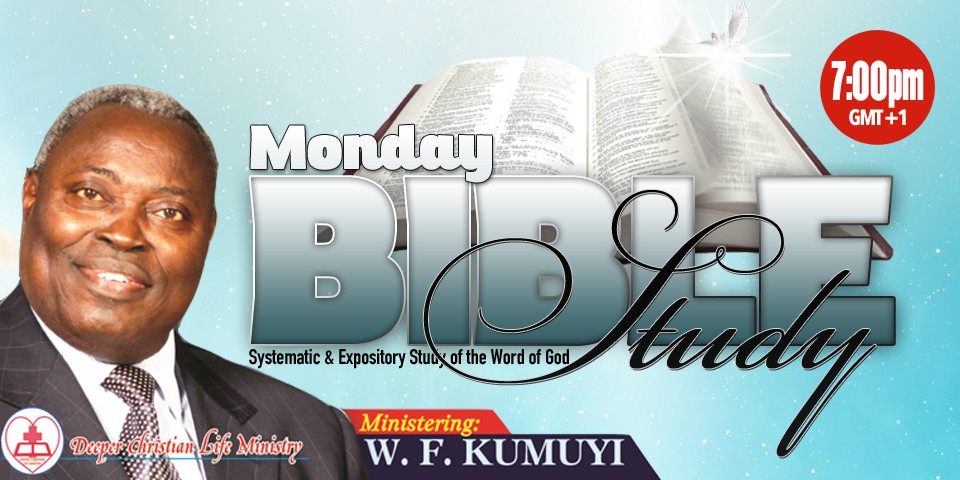 7:00pm
GMT+1
Monday
BIBLE
Study
Systematic & Expository Study of the Word of God
Deeper Christian Life Ministry
Ministering:
W. F. KUMUYI